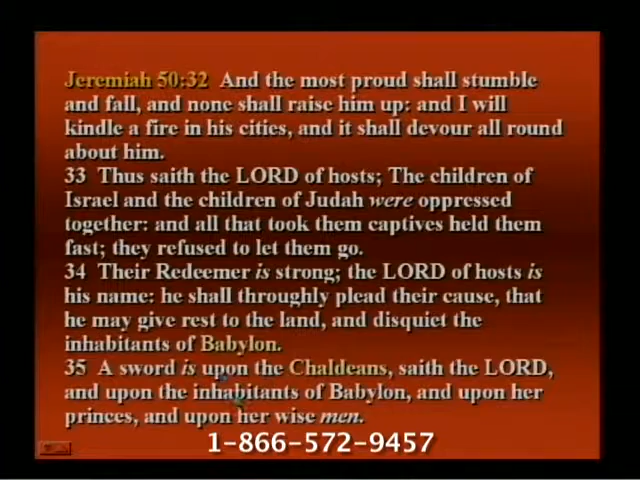 Jeremiah 50:32  And the most proud shall stumble
and fall, and none shall raise him up: and I will
kindle a fire in his cities, and it shall devour all round
about him.
33  Thus saith the LORD of hosts; The children of
Israel and the children of Judah were oppressed
together: and all that took them captives held them
fast; they refused to let them go.
34  Their Redeemer is strong; the LORD of hosts is
his name: he shall throughly plead their cause, that
he may give rest to the land, and disquiet the
inhabitants of Babylon.
35  A sword is upon the Chaldeans, saith the LORD,
and upon the inhabitants of Babylon, and upon her
princes, and upon her wise men.
1-866-572-9457